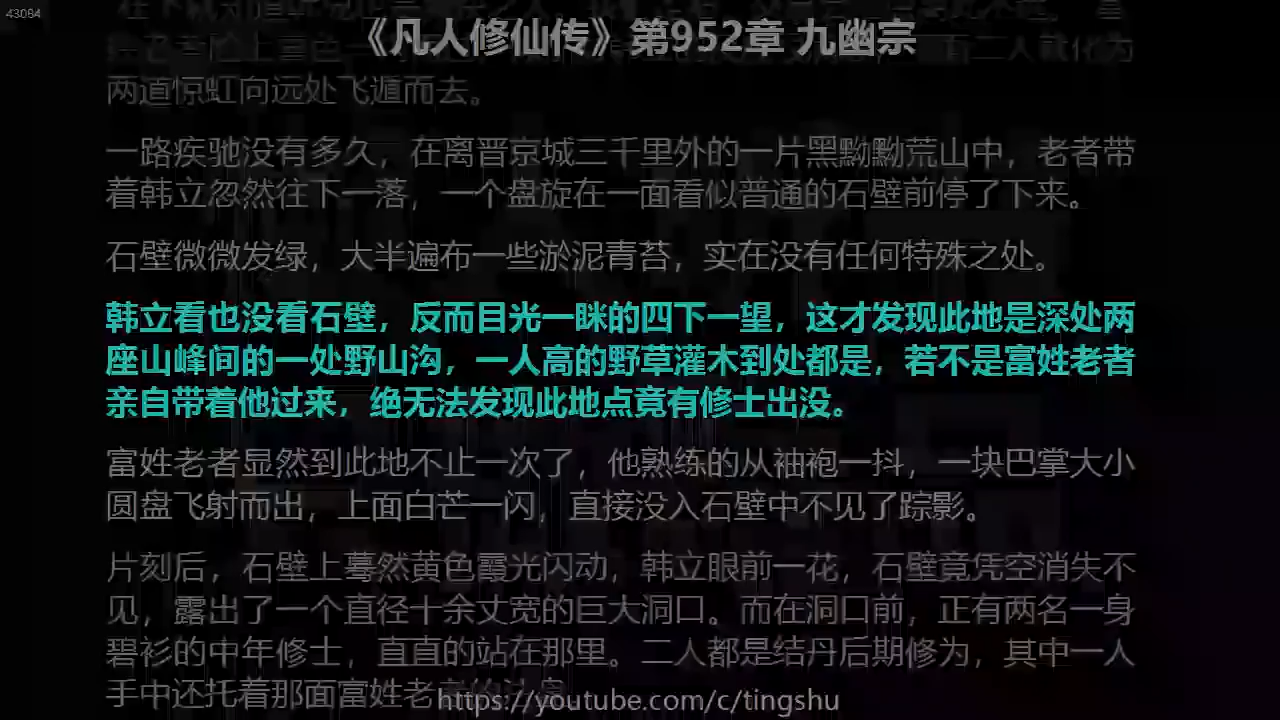 43084
《凡人修仙传》第952章 九幽宗
两道惊虹向远处飞遁而去。
一路疾驰没有多久，在离晋京城三千里外的一片黑黝黝荒山中，老者带
着韩立忽然往下一落，一个盘旋在一面看似普通的石壁前停了下来。
石壁微微发绿，大半遍布一些淤泥青苔，实在没有任何特殊之处。
韩立看也没看石壁，反而目光一眯的四下一望，这才发现此地是深处两
座山峰间的一处野山沟，一人高的野草灌木到处都是，若不是富姓老者
亲自带着他过来，绝无法发现此地点竟有修士出没。
富姓老者显然到此地不止一次了，他熟练的从袖袍一抖，一块巴掌大小
圆盘飞射而出，上面白芒一闪，直接没入石壁中不见了踪影。
片刻后，石壁上蓦然黄色霞光闪动，韩立眼前一花，石壁竟凭空消失不
见，露出了一个直径十余丈宽的巨大洞口。而在洞口前，正有两名一身
碧衫的中年修士，直直的站在那里。二人都是结丹后期修为，其中一人
手中还托着那面富姓老
https://youtube.com/c/tingshu